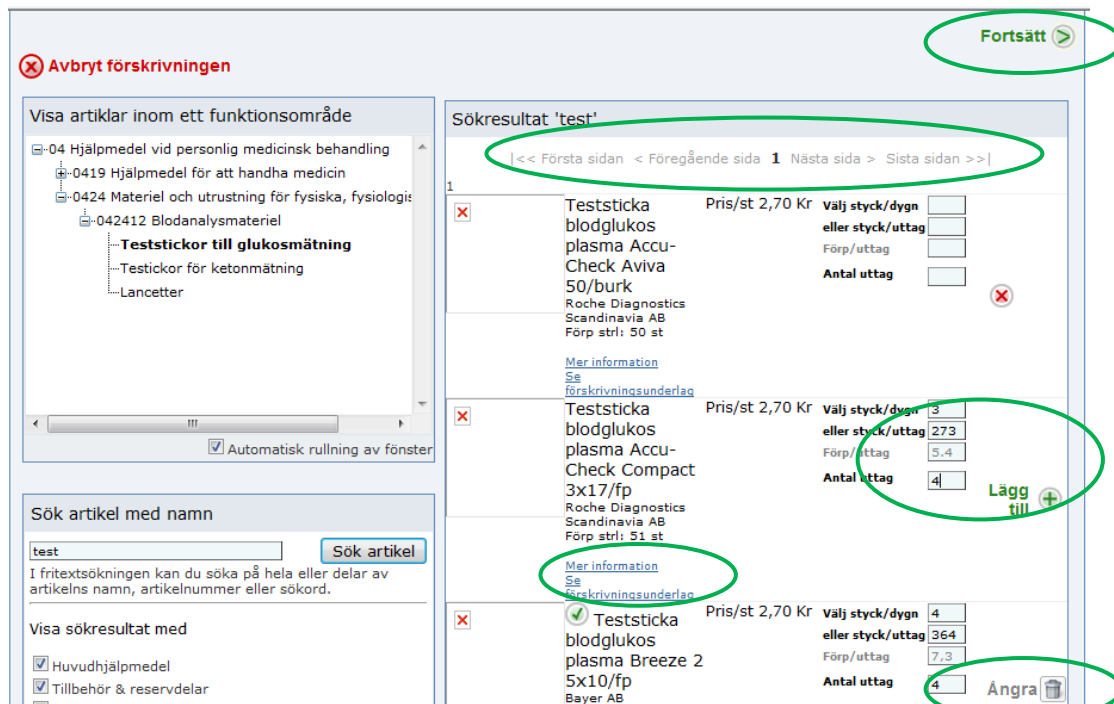 Fortsätt
Avbryt förskrivningen
Visa artiklar inom ett funktionsområde
04 Hjälpmedel vid personlig medicinsk behandling
0419 Hjälpmedel för att handha medicin
0424 Materiel och utrustning för fysiska, fysiologis
042412 Blodanalysmateriel
Teststickor till glukosmätning
Testickor för ketonmätning
Lancetter
Automatisk rullning av fönster
Sök artikel med namn
test
Sök artikel
I fritextsökningen kan du söka på hela eller delar av
artikelns namn, artikelnummer eller sökord.
Visa sökresultat med
Huvudhjälpmedel
Tillbehör & reservdelar
Sökresultat 'test'
|<< Första sidan < Föregående sida 1 Nästa sida > Sista sidan >>|
1
Teststicka
blodglukos
plasma Accu-
Check Aviva
50/burk
Roche Diagnostics
Scandinavia AB
Förp strl: 50 st
Mer information
Se
förskrivningsunderlag
Pris/st 2,70 Kr
Välj styck/dygn
eller styck/uttag
Förp/uttag
Antal uttag
Teststicka
blodglukos
plasma Accu-
Check Compact
3x17/fp
Roche Diagnostics
Scandinavia AB
Förp strl: 51 st
Mer information
Se
förskrivningsunderlag
Pris/st 2,70 Kr
Välj styck/dygn 3
eller styck/uttag 273
Förp/uttag 5.4
Antal uttag 4
Lägg
till
Teststicka
blodglukos
plasma Breeze 2
5x10/fp
Bayer AB
Pris/st 2,70 Kr
Välj styck/dygn 4
eller styck/uttag 364
Förp/uttag 7,3
Antal uttag 4
Ångra